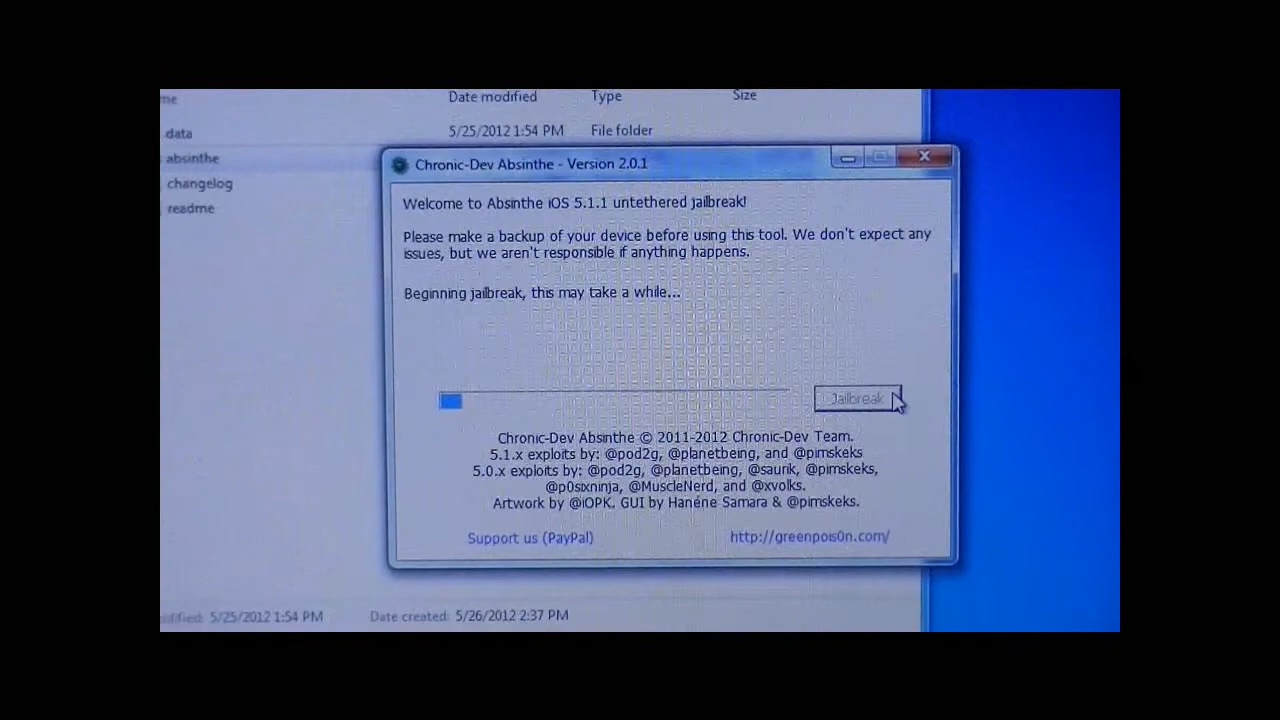 me Date modified Type Size
data 5/25/2012 1:54 PM File folder
absinthe
changelog
readme
Chronic-Dev Absinthe - Version 2.0.1
Welcome to Absinthe iOS 5.1.1 untethered jailbreak!
Please make a backup of your device before using this tool. We don't expect any
issues, but we aren't responsible if anything happens.
Beginning jailbreak, this may take a while...
Jailbreak
Chronic-Dev Absinthe © 2011-2012 Chronic-Dev Team.
5.1.x exploits by: @pod2g, @planetbeing, and @pimskeks
5.0.x exploits by: @pod2g, @planetbeing, @saurik, @pimskeks,
@p0sixninja, @MuscleNerd, and @xvolks.
Artwork by @iOPK. GUI by Hanéne Samara & @pimskeks.
Support us (PayPal) http://greenpois0n.com/
dified: 5/25/2012 1:54 PM Date created: 5/26/2012 2:37 PM